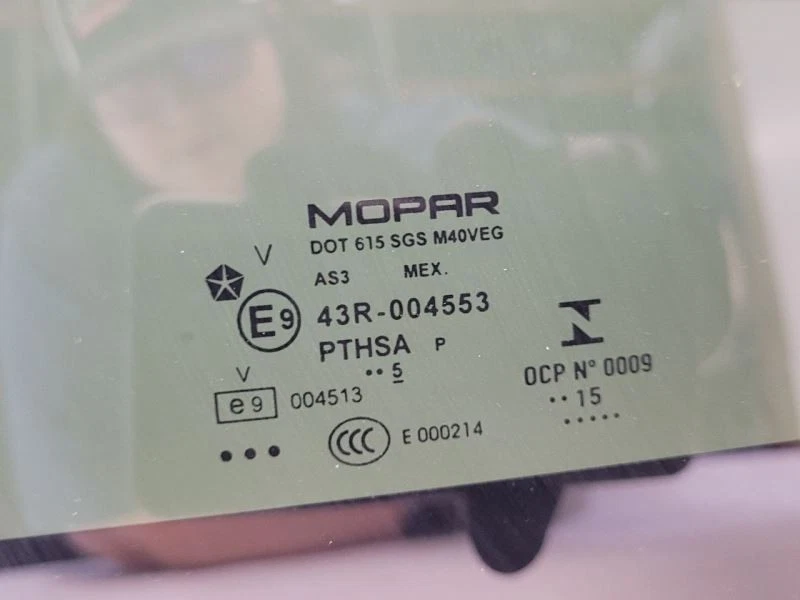 MOPAR
DOT 615 SGS M40VEG
V
AS3 MEX.
E9 43R-004553
PTHSA P
•• 5
V
e9 004513
CCC E 000214
OCP N° 0009
•• 15